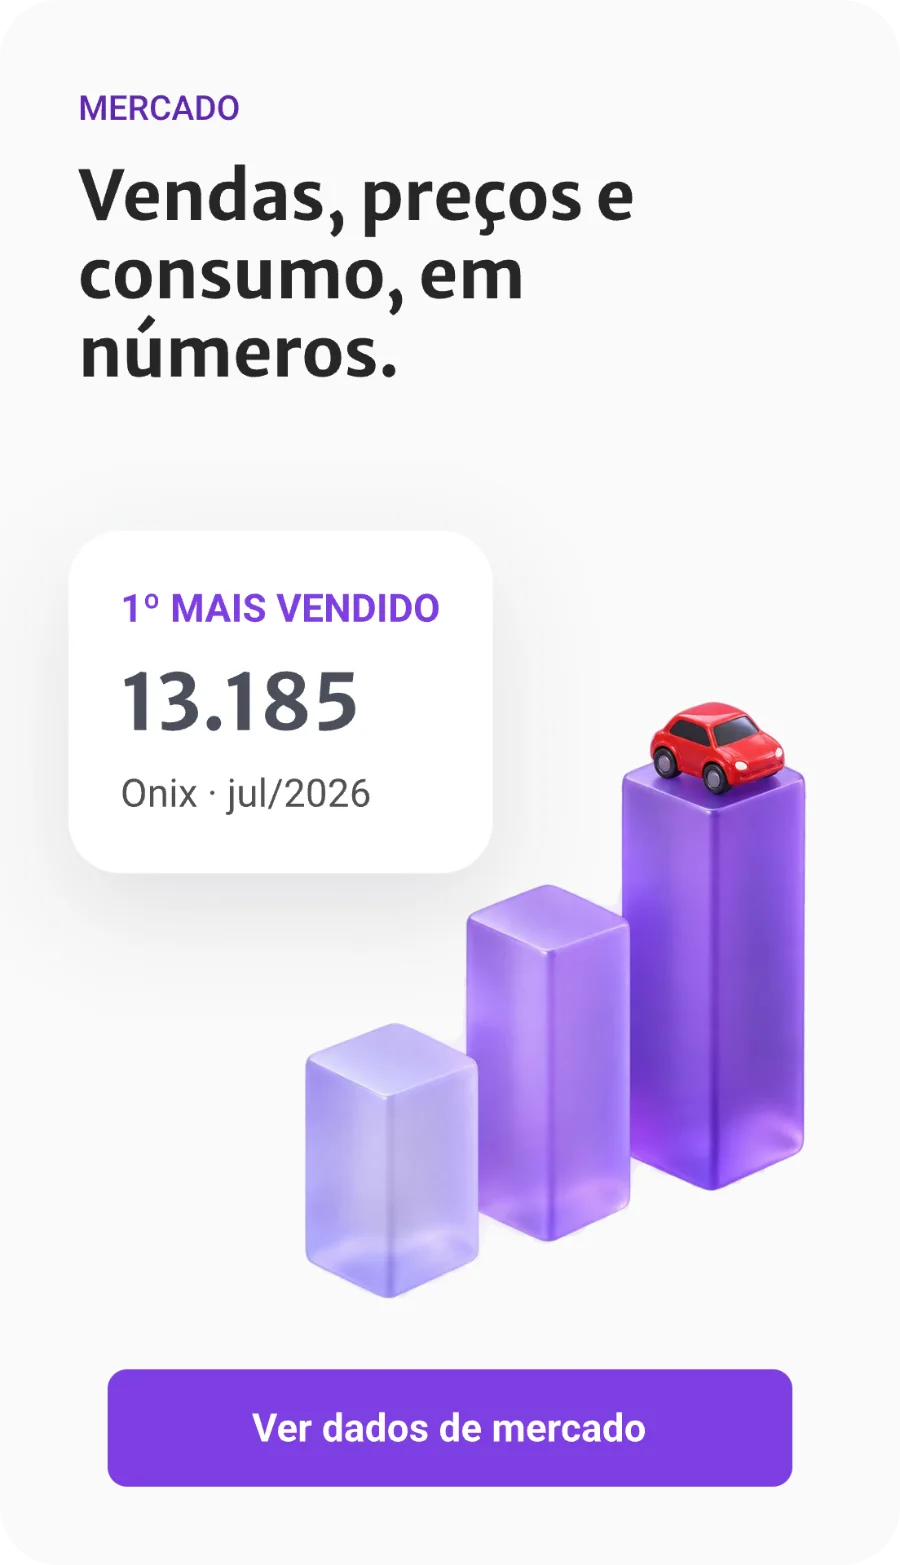 MERCADO
Vendas, preços e
consumo, em
números.
1º MAIS VENDIDO
13.185
Onix · jul/2026
Ver dados de mercado